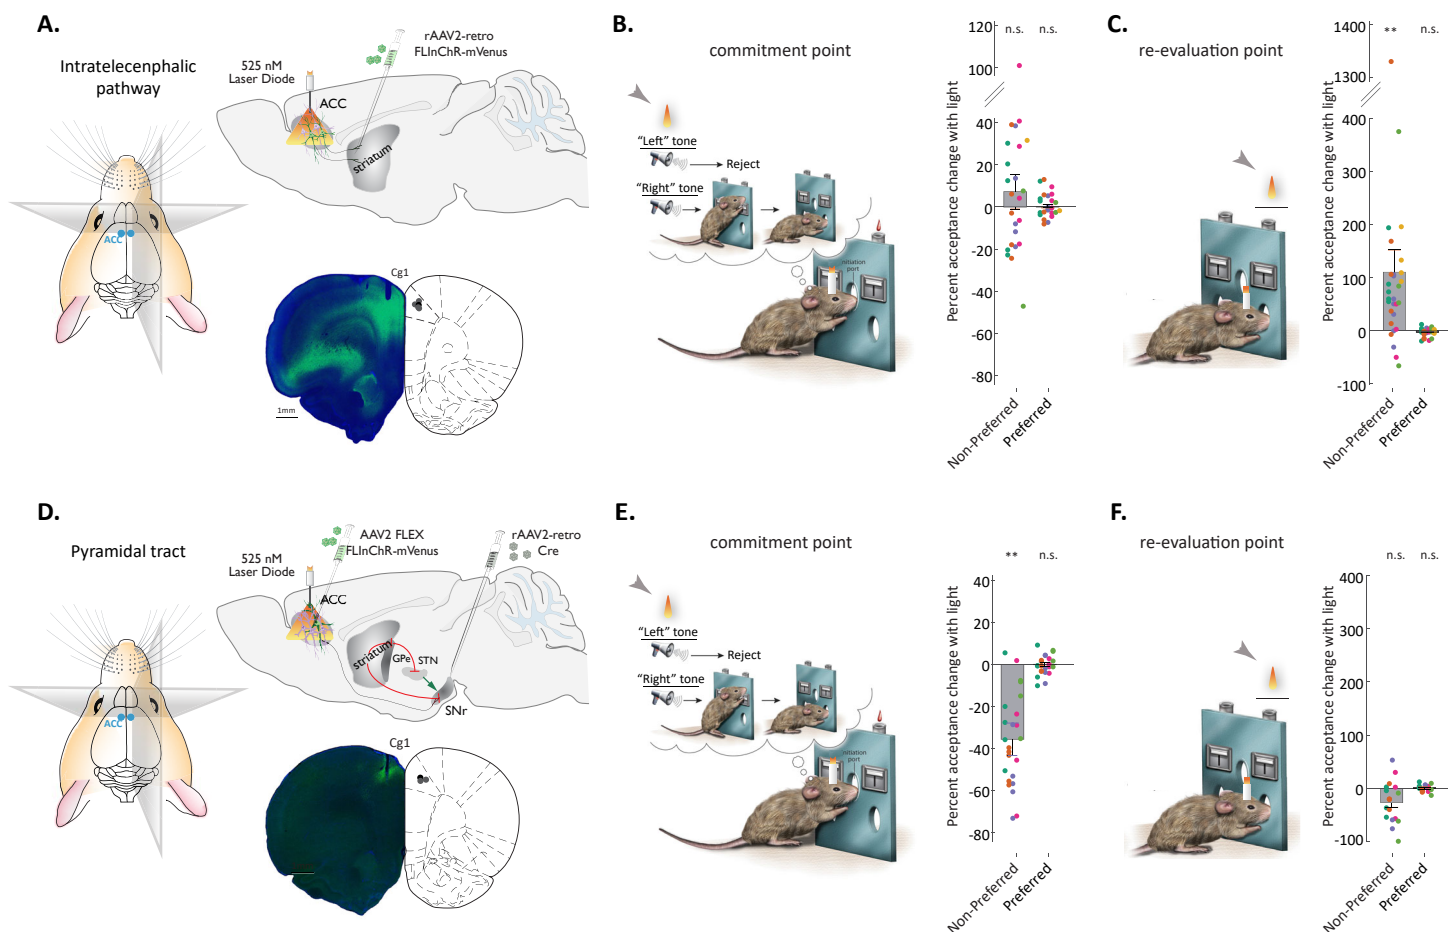 A.
Intratelecenphalic
pathway
ACC
rAAV2-retro
FLInChR-mVenus
525 nM
Laser Diode
ACC
striatum
Cg1
1mm
B.
commitment point
"Left" tone
Reject
"Right" tone
nitiation
port
Percent acceptance change with light
120
100
40
20
0
-20
-40
-60
-80
n.s.
n.s.
Non-Preferred
Preferred
C.
re-evaluation point
Percent acceptance change with light
1400
1300
400
300
200
100
0
-100
**
n.s.
Non-Preferred
Preferred
D.
Pyramidal tract
ACC
AAV2 FLEX
FLInChR-mVenus
rAAV2-retro
Cre
525 nM
Laser Diode
ACC
striatum
GPe
STN
SNr
Cg1
E.
commitment point
"Left" tone
Reject
"Right" tone
nitiation
port
Percent acceptance change with light
40
20
0
-20
-40
-60
-80
**
n.s.
Non-Preferred
Preferred
F.
re-evaluation point
Percent acceptance change with light
400
300
200
100
0
-100
n.s.
n.s.
Non-Preferred
Preferred